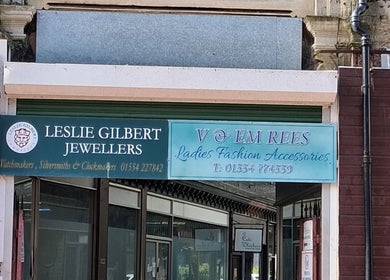 LESLIE GILBERT
JEWELLERS
Watchmakers, Silversmiths & Clockmakers 01554 227842
V & EM REES
Ladies Fashion Accessories
T: 01554 774339